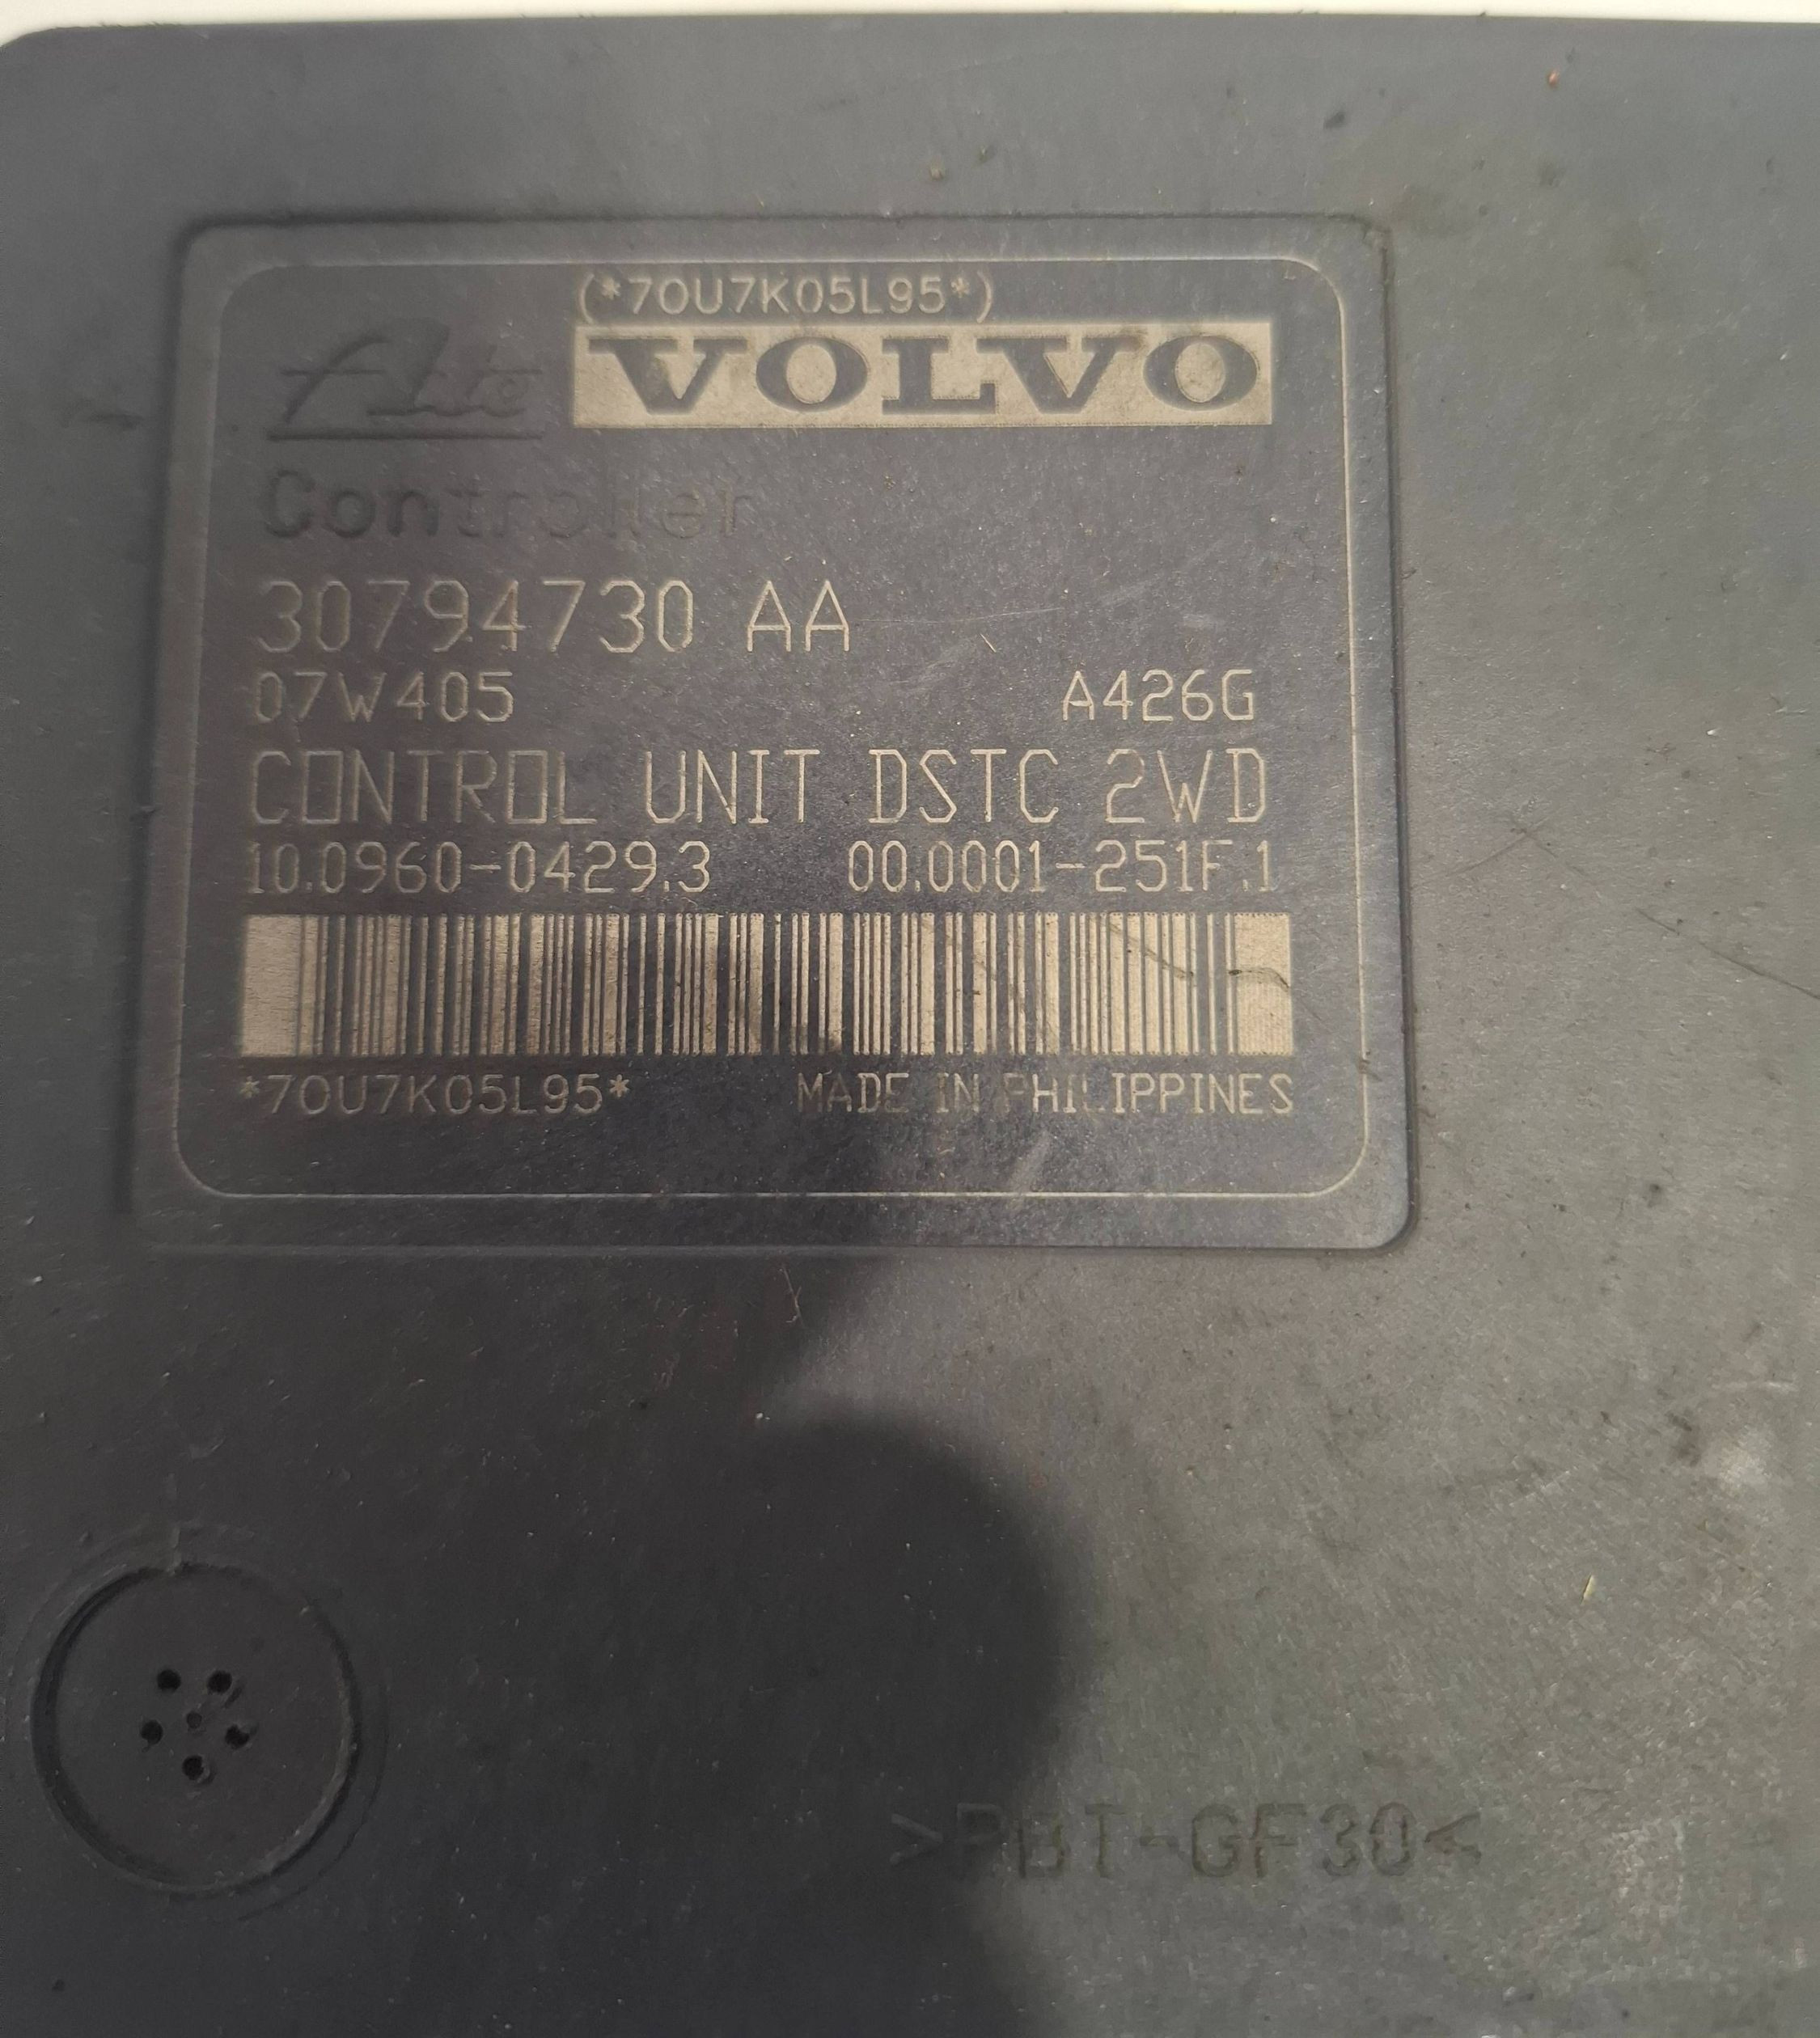 (*70U7K05L95*)
Ate VOLVO
Controller
30794730 AA
07W405 A426G
CONTROL UNIT DSTC 2WD
10.0960-0429.3 00.0001-251F.1
*70U7K05L95* MADE IN PHILIPPINES
>PBT-GF30<